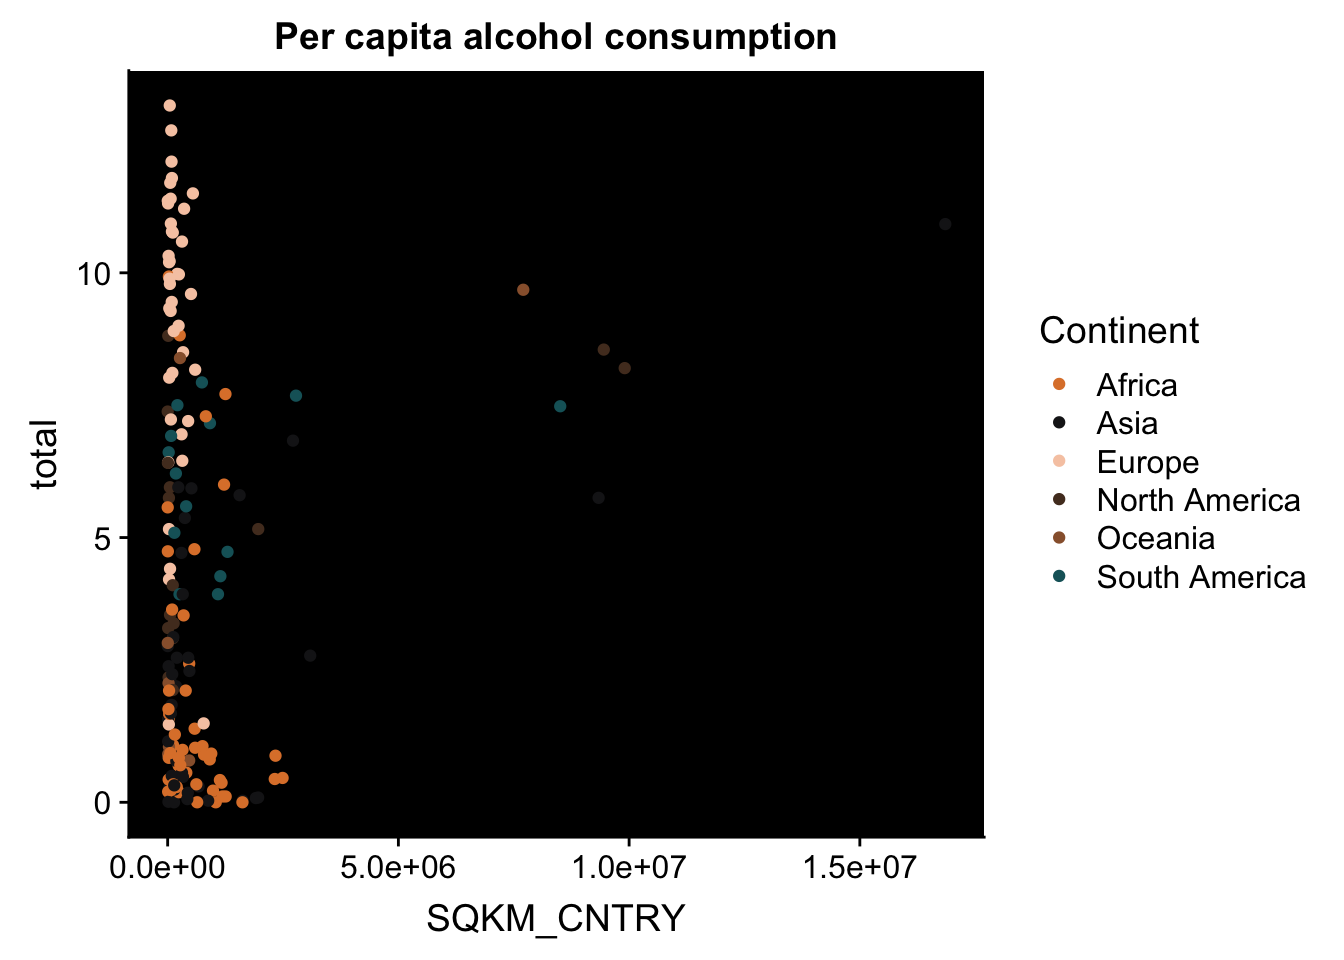 Per capita alcohol consumption
total
10
5
0
0.0e+00 5.0e+06 1.0e+07 1.5e+07
SQKM_CNTRY
Continent
Africa
Asia
Europe
North America
Oceania
South America